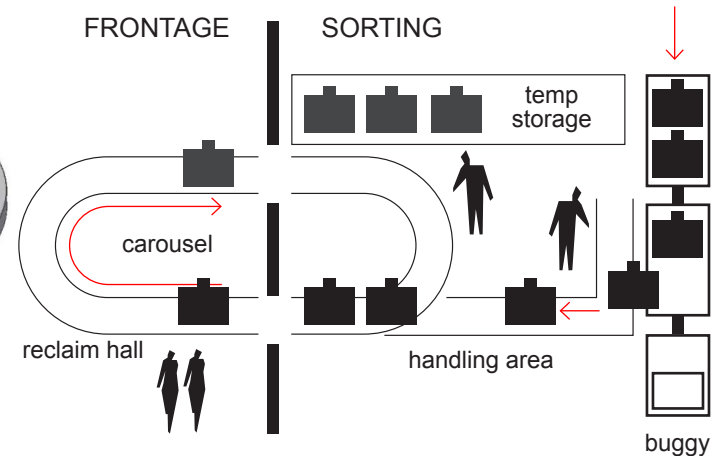 FRONTAGE
SORTING
temp
storage
carousel
reclaim hall
handling area
buggy